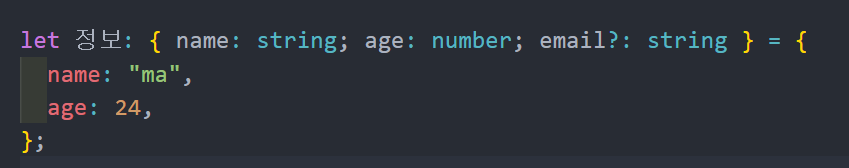 let 정보: { name: string; age: number; email?: string } = {
  name: "ma",
  age: 24,
};